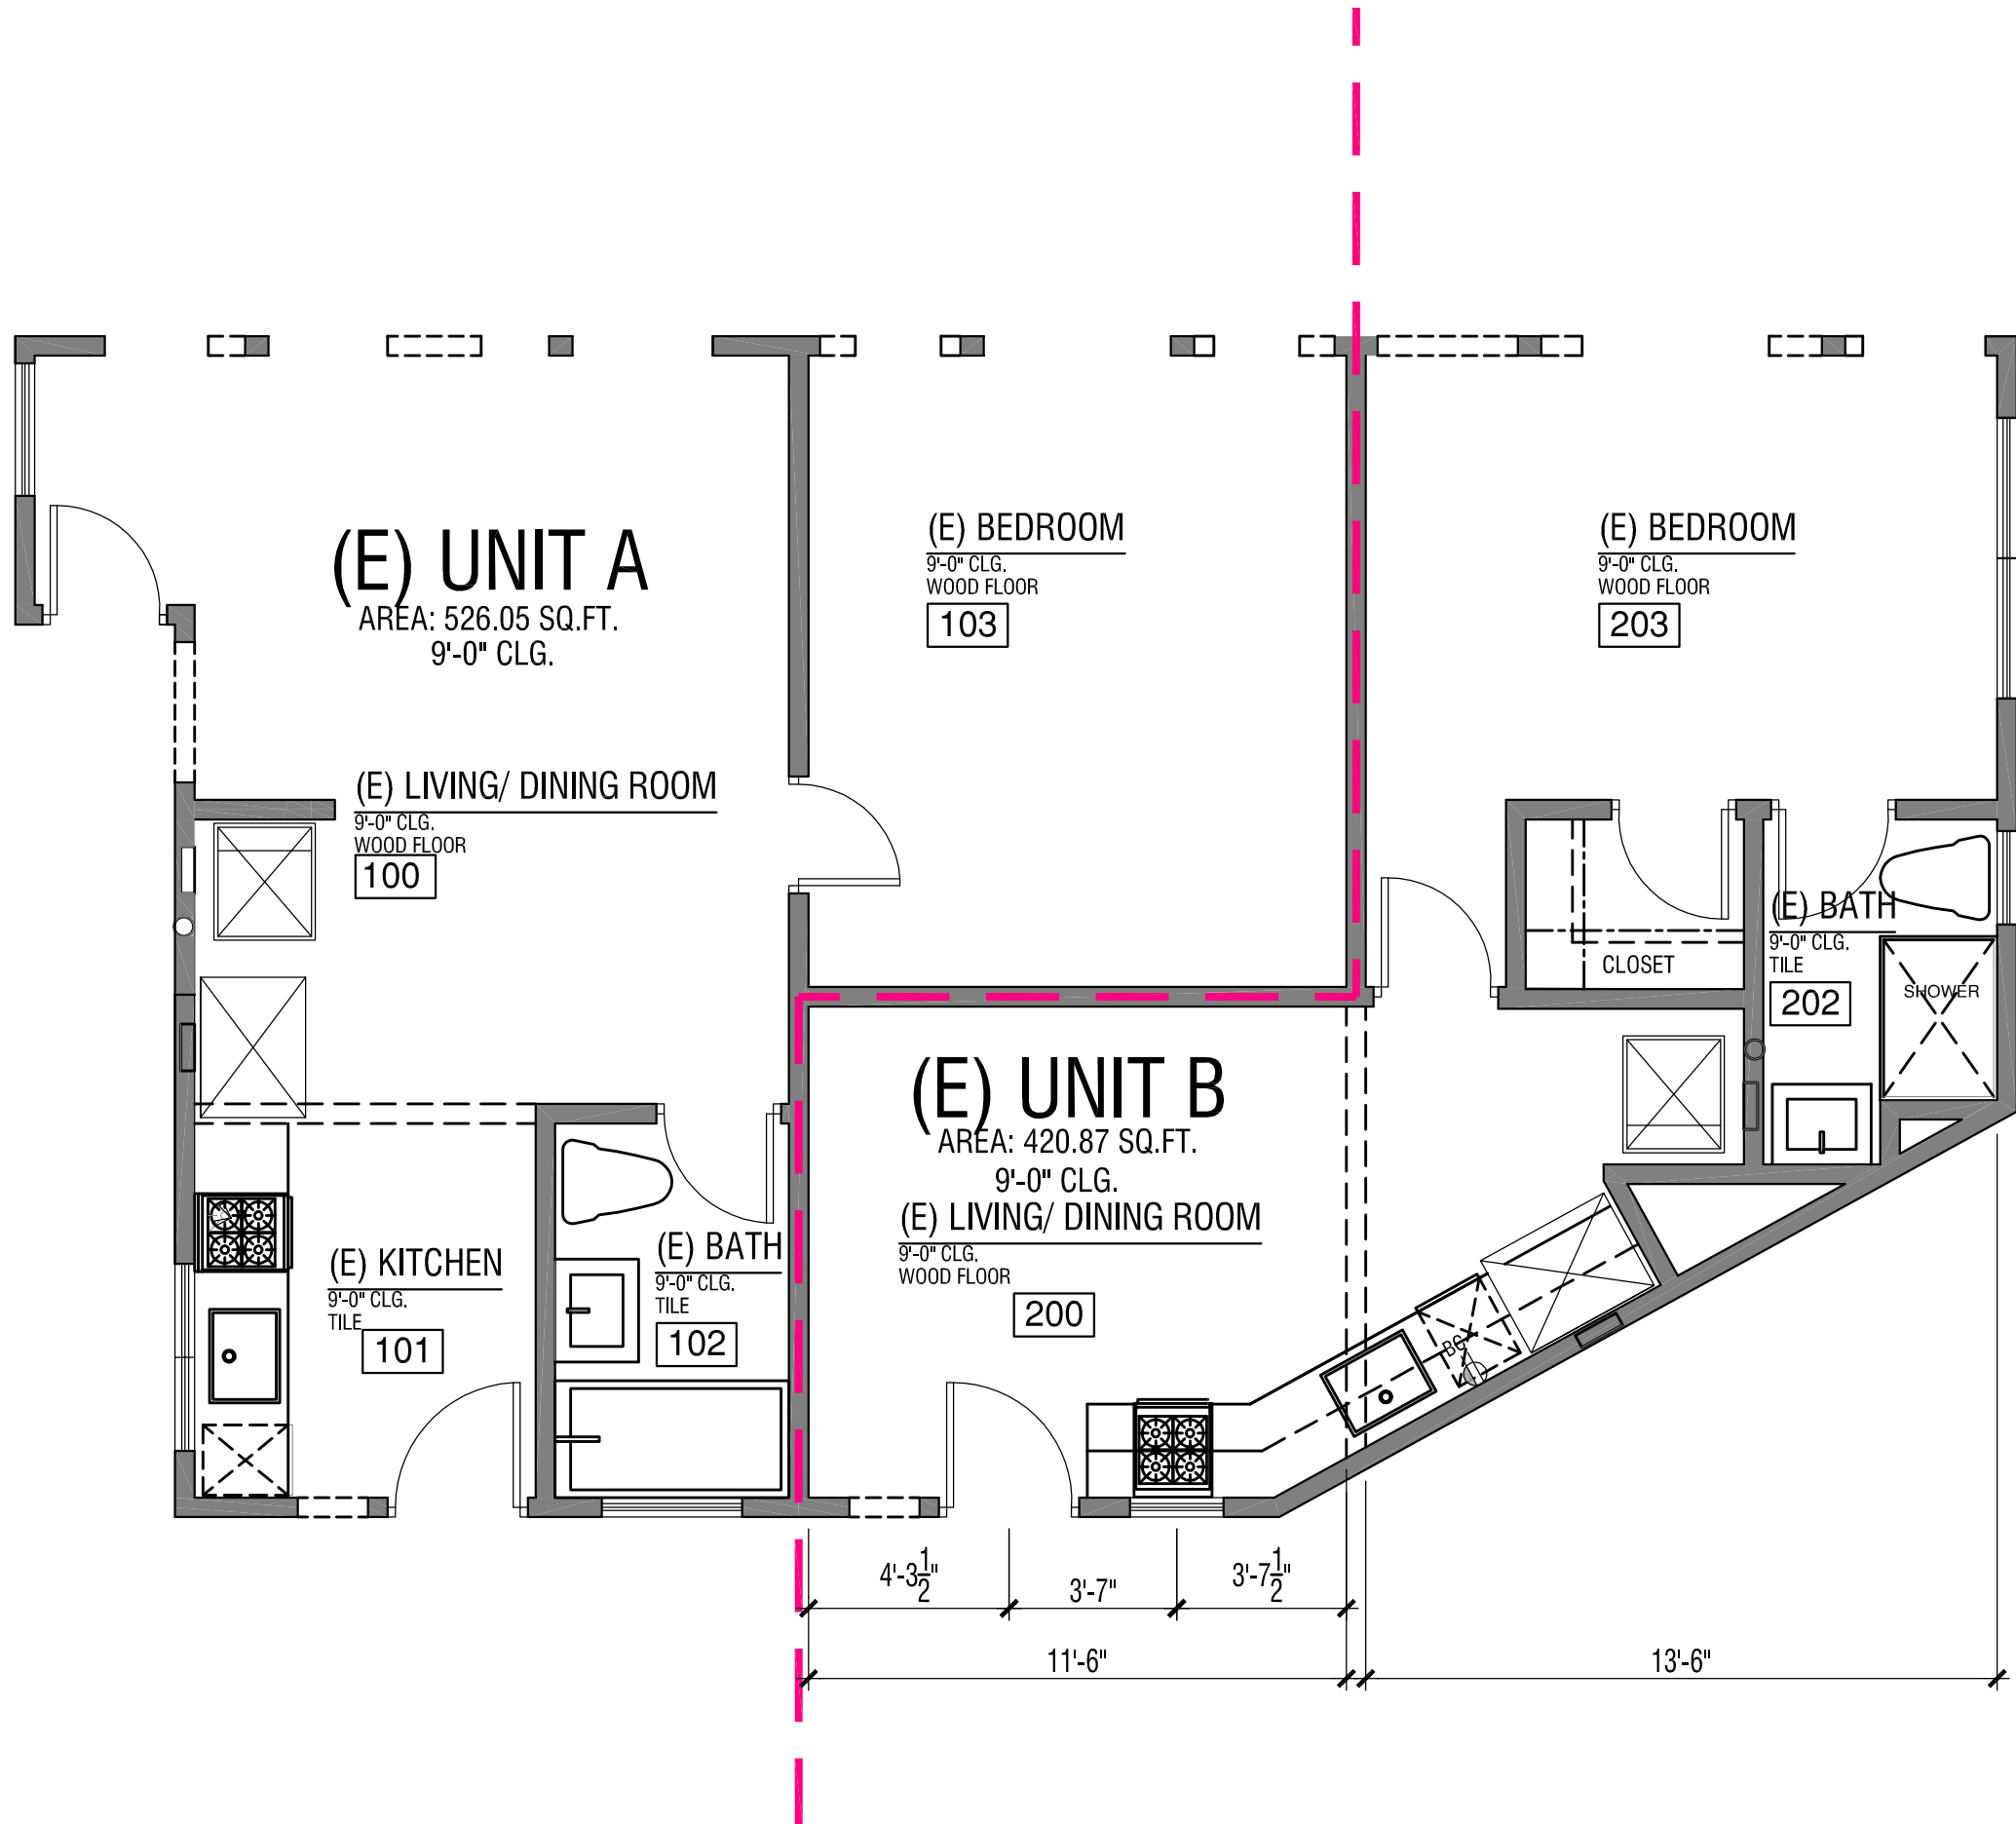 (E) UNIT A
AREA: 526.05 SQ.FT.
9'-0" CLG.
(E) BEDROOM
9'-0" CLG.
WOOD FLOOR
103
(E) BEDROOM
9'-0" CLG.
WOOD FLOOR
203
(E) LIVING/ DINING ROOM
9'-0" CLG.
WOOD FLOOR
100
(E) BATH
9'-0" CLG.
TILE
202
CLOSET
SHOWER
(E) UNIT B
AREA: 420.87 SQ.FT.
9'-0" CLG.
(E) LIVING/ DINING ROOM
9'-0" CLG.
WOOD FLOOR
200
(E) KITCHEN
9'-0" CLG.
TILE
101
(E) BATH
9'-0" CLG.
TILE
102
4'-3 1/2"
3'-7"
3'-7 1/2"
11'-6"
13'-6"